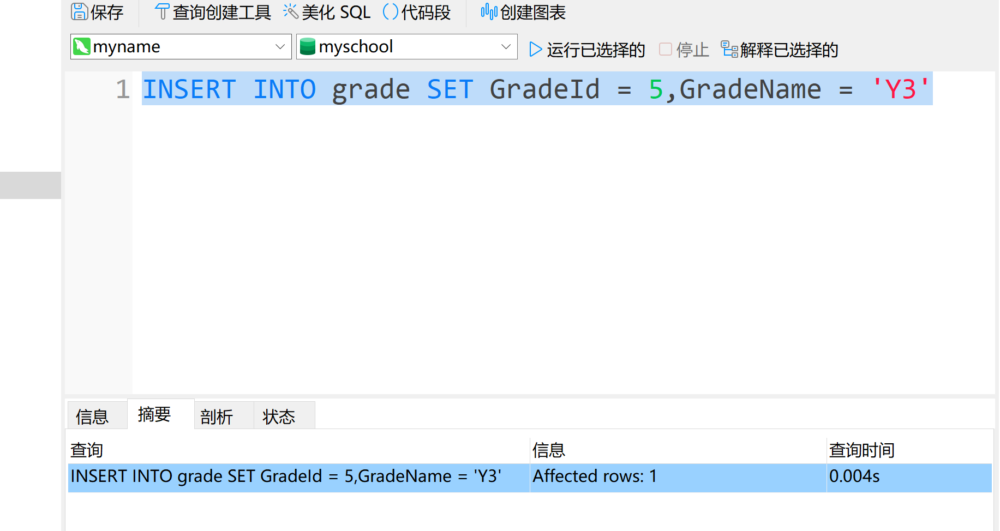 保存 查询创建工具 美化 SQL 代码段 创建图表
myname myschool 运行已选择的 停止 解释已选择的
1 INSERT INTO grade SET GradeId = 5,GradeName = 'Y3'
信息 摘要 剖析 状态
查询 信息 查询时间
INSERT INTO grade SET GradeId = 5,GradeName = 'Y3' Affected rows: 1 0.004s